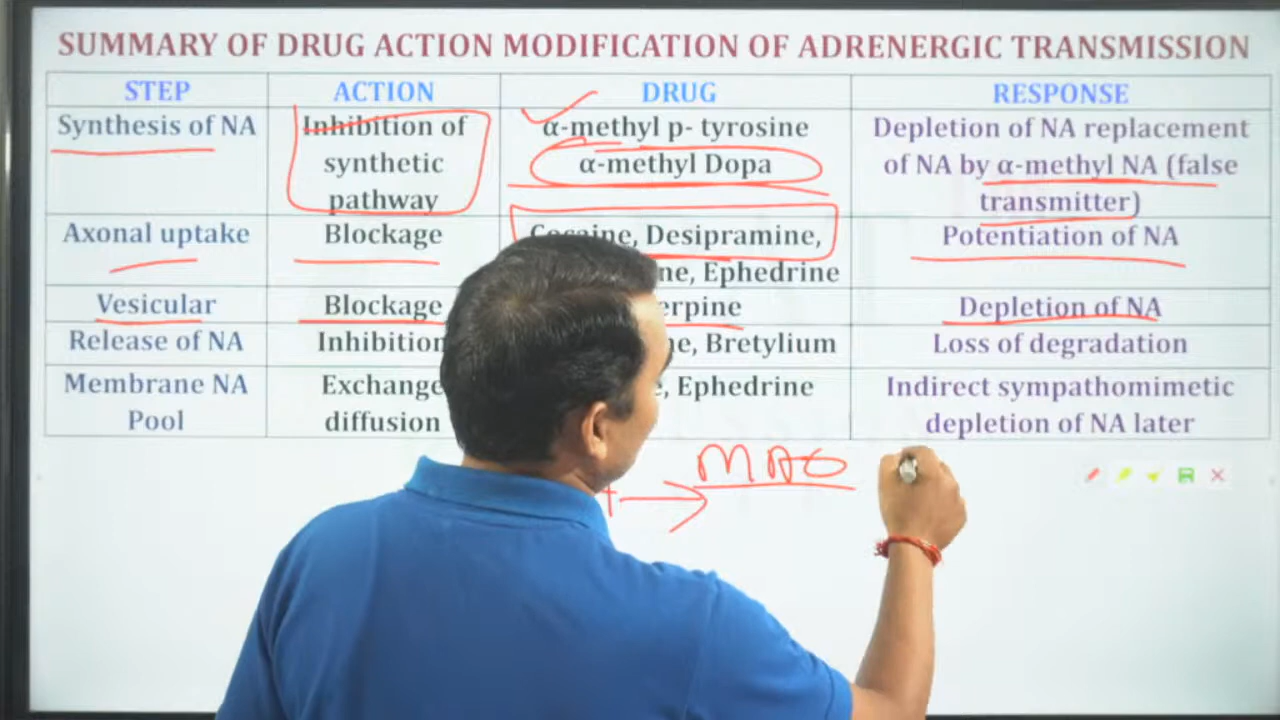 SUMMARY OF DRUG ACTION MODIFICATION OF ADRENERGIC TRANSMISSION
STEP ACTION DRUG RESPONSE
Synthesis of NA
Inhibition of
synthetic
pathway
α-methyl p- tyrosine
α-methyl Dopa
Depletion of NA replacement
of NA by α-methyl NA (false
transmitter)
Axonal uptake
Blockage
Cocaine, Desipramine,
Ephedrine
Potentiation of NA
Vesicular
Blockage
Depletion of NA
Release of NA
Inhibition
Bretylium
Loss of degradation
Membrane NA
Pool
Exchange
diffusion
Ephedrine
Indirect sympathomimetic
depletion of NA later
MAO